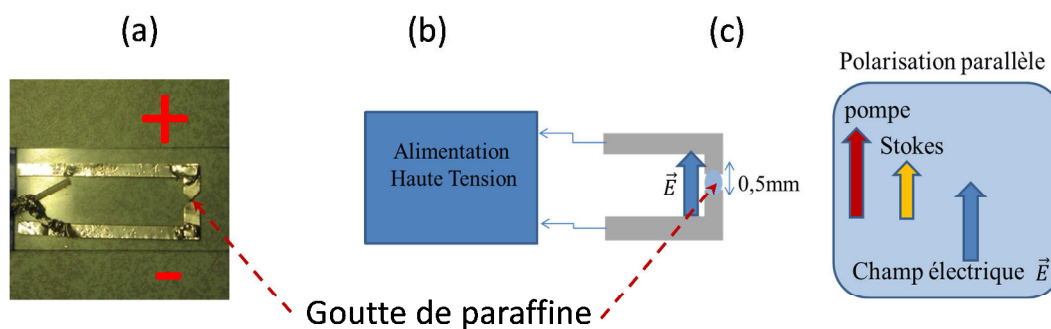 (a)
(b)
(c)
+
-
Alimentation
Haute Tension
E⃗
0,5mm
Goutte de paraffine
Polarisation parallèle
pompe
Stokes
Champ électrique E⃗